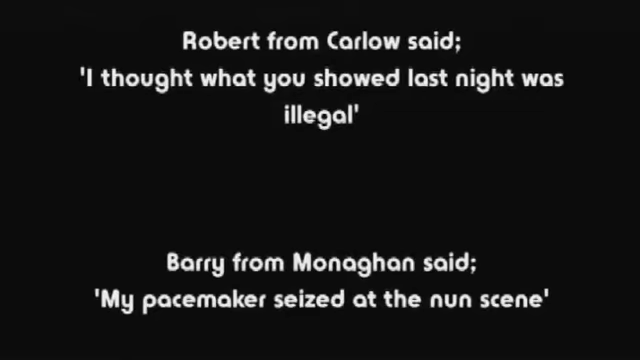 Robert from Carlow said;
'I thought what you showed last night was
illegal'
Barry from Monaghan said;
'My pacemaker seized at the nun scene'